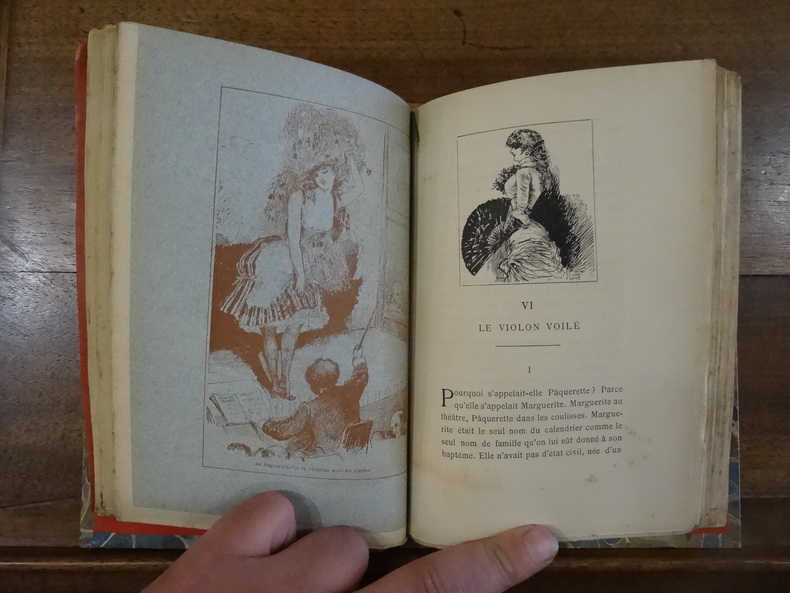 VI
LE VIOLON VOILÉ
I
Pourquoi s'appelait-elle Pâquerette? Parce
qu'elle s'appelait Marguerite. Marguerite au
théâtre, Pâquerette dans les coulisses. Margue-
rite était le seul nom du calendrier comme le
seul nom de famille qu'on lui eût donné à son
baptême. Elle n'avait pas d'état civil, née d'un